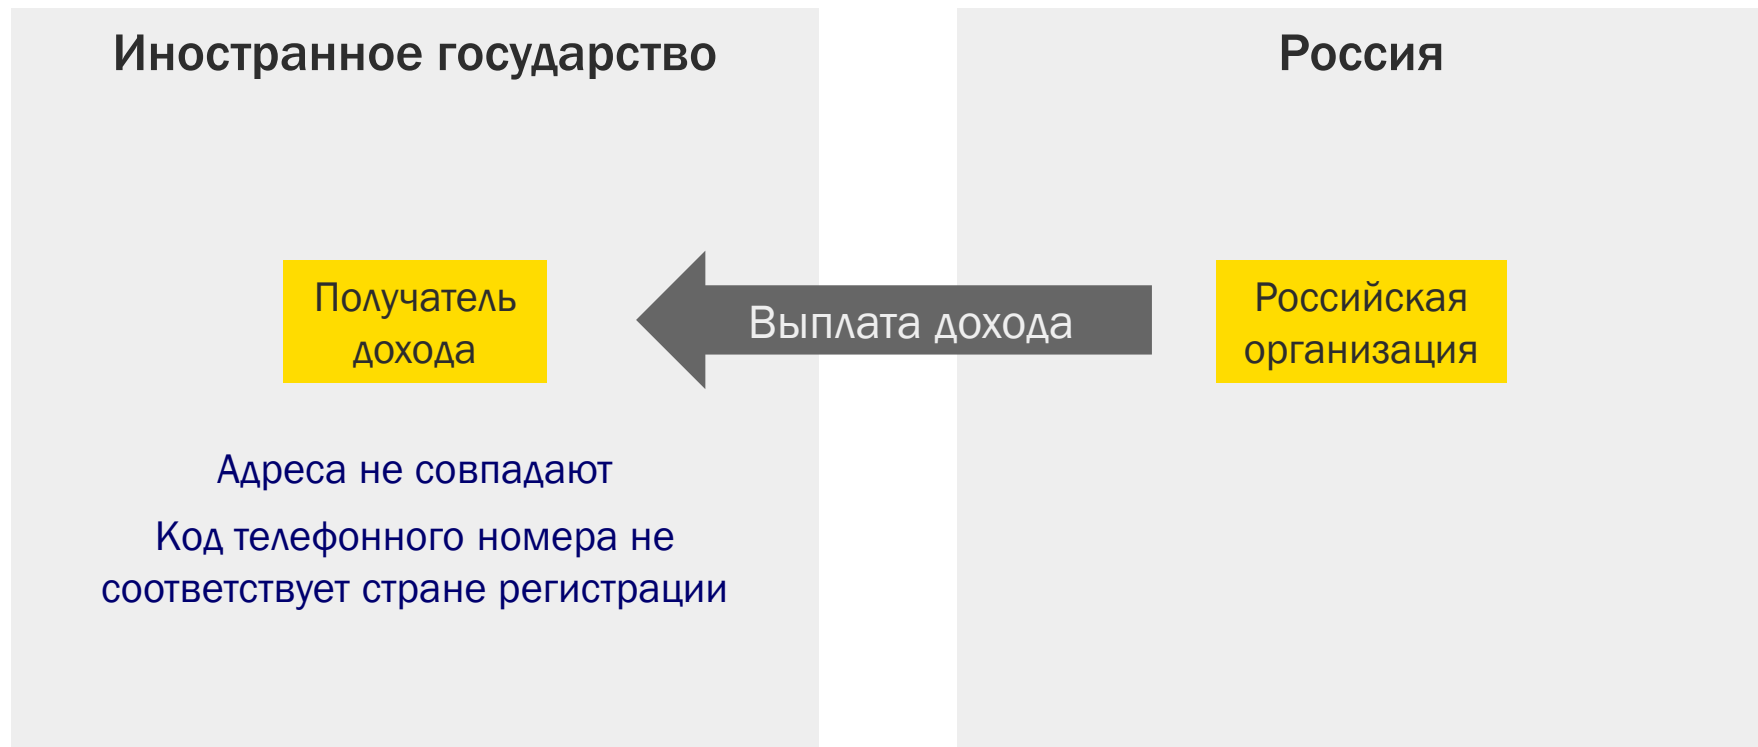 Иностранное государство
Россия
Получатель
дохода
Выплата дохода
Российская
организация
Адреса не совпадают
Код телефонного номера не
соответствует стране регистрации